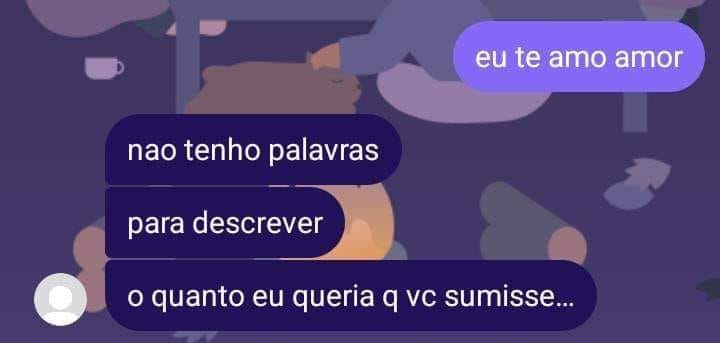 eu te amo amor
nao tenho palavras
para descrever
o quanto eu queria q vc sumisse...